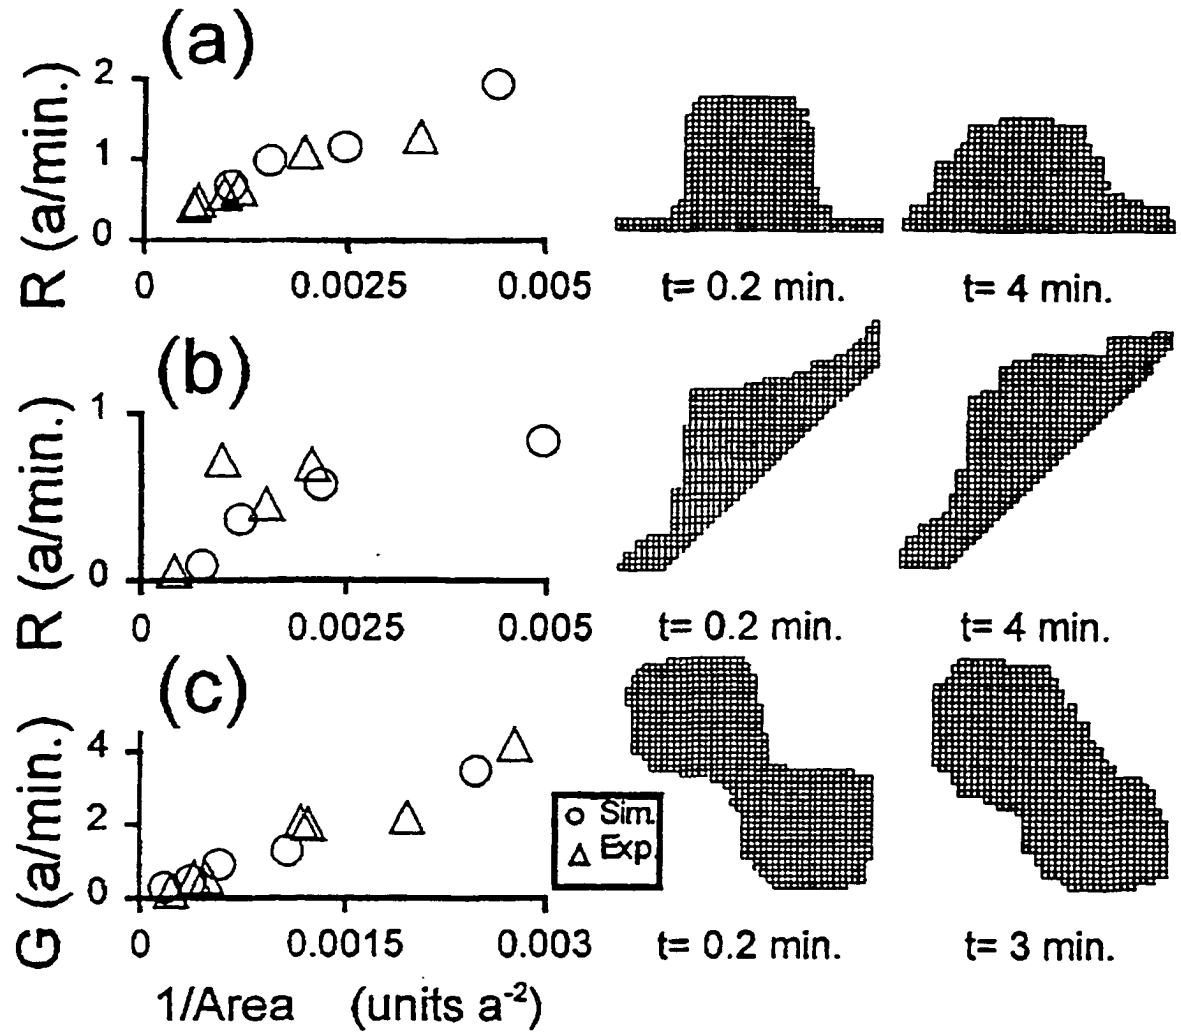 (a)
R (a/min.)
2
1
0
0 0.0025 0.005
t= 0.2 min. t= 4 min.
(b)
R (a/min.)
1
0
0 0.0025 0.005
t= 0.2 min. t= 4 min.
(c)
G (a/min.)
4
2
0
Sim.
Exp.
0 0.0015 0.003
t= 0.2 min. t= 3 min.
1/Area (units a⁻²)